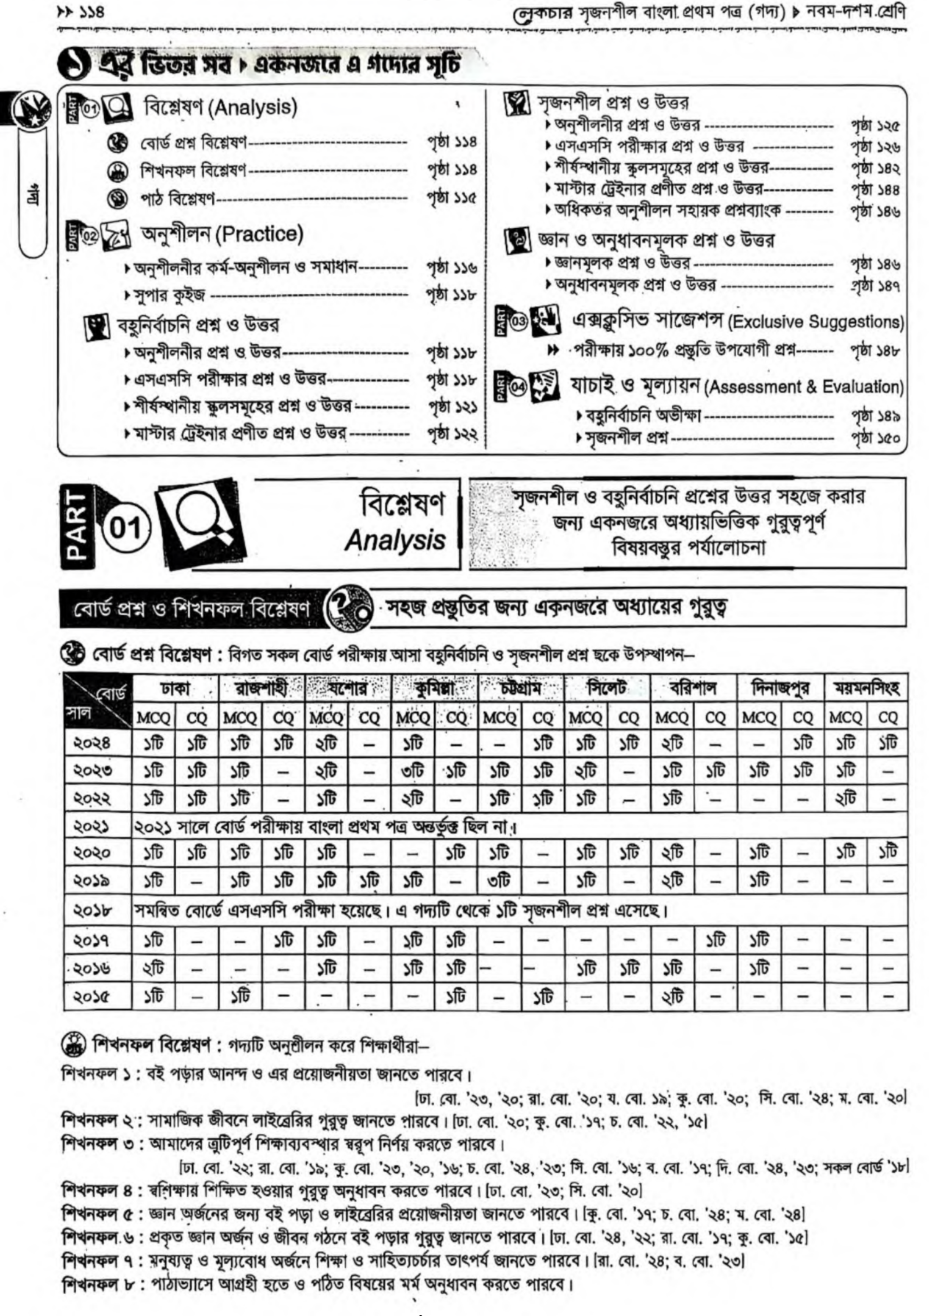 ১১৪
লেকচার সৃজনশীল বাংলা প্রথম পত্র (গদ্য) নবম-দশম শ্রেণি
১ এর ভিতর সব ▸ একনজরে এ গদ্যের সূচি
গদ্য
PART 01 বিশ্লেষণ (Analysis)
বোর্ড প্রশ্ন বিশ্লেষণ---------- পৃষ্ঠা ১১৪
শিখনফল বিশ্লেষণ---------- পৃষ্ঠা ১১৪
পাঠ বিশ্লেষণ---------- পৃষ্ঠা ১১৫
PART 02 অনুশীলন (Practice)
▸ অনুশীলনীর কর্ম-অনুশীলন ও সমাধান---------- পৃষ্ঠা ১১৬
▸ সুপার কুইজ ---------- পৃষ্ঠা ১১৮
বহুনির্বাচনি প্রশ্ন ও উত্তর
▸ অনুশীলনীর প্রশ্ন ও উত্তর---------- পৃষ্ঠা ১১৮
▸ এসএসসি পরীক্ষার প্রশ্ন ও উত্তর---------- পৃষ্ঠা ১১৮
▸ শীর্ষস্থানীয় স্কুলসমূহের প্রশ্ন ও উত্তর ---------- পৃষ্ঠা ১২১
▸ মাস্টার ট্রেইনার প্রণীত প্রশ্ন ও উত্তর ---------- পৃষ্ঠা ১২২
সৃজনশীল প্রশ্ন ও উত্তর
▸ অনুশীলনীর প্রশ্ন ও উত্তর ---------- পৃষ্ঠা ১২৫
▸ এসএসসি পরীক্ষার প্রশ্ন ও উত্তর ---------- পৃষ্ঠা ১২৬
▸ শীর্ষস্থানীয় স্কুলসমূহের প্রশ্ন ও উত্তর---------- পৃষ্ঠা ১৪২
▸ মাস্টার ট্রেইনার প্রণীত প্রশ্ন ও উত্তর---------- পৃষ্ঠা ১৪৪
▸ অধিকতর অনুশীলন সহায়ক প্রশ্নব্যাংক ---------- পৃষ্ঠা ১৪৬
জ্ঞান ও অনুধাবনমূলক প্রশ্ন ও উত্তর
▸ জ্ঞানমূলক প্রশ্ন ও উত্তর ---------- পৃষ্ঠা ১৪৬
▸ অনুধাবনমূলক প্রশ্ন ও উত্তর ---------- পৃষ্ঠা ১৪৭
PART 03 এক্সক্লুসিভ সাজেশন্স (Exclusive Suggestions)
পরীক্ষায় ১০০% প্রস্তুতি উপযোগী প্রশ্ন---------- পৃষ্ঠা ১৪৮
PART 04 যাচাই ও মূল্যায়ন (Assessment & Evaluation)
▸ বহুনির্বাচনি অভীক্ষা ---------- পৃষ্ঠা ১৪৯
▸ সৃজনশীল প্রশ্ন ---------- পৃষ্ঠা ১৫০
PART 01
বিশ্লেষণ
Analysis
সৃজনশীল ও বহুনির্বাচনি প্রশ্নের উত্তর সহজে করার
জন্য একনজরে অধ্যায়ভিত্তিক গুরুত্বপূর্ণ
বিষয়বস্তুর পর্যালোচনা
বোর্ড প্রশ্ন ও শিখনফল বিশ্লেষণ সহজ প্রস্তুতির জন্য একনজরে অধ্যায়ের গুরুত্ব
বোর্ড প্রশ্ন বিশ্লেষণ : বিগত সকল বোর্ড পরীক্ষায় আসা বহুনির্বাচনি ও সৃজনশীল প্রশ্ন ছকে উপস্থাপন–
বোর্ড ঢাকা রাজশাহী যশোর কুমিল্লা চট্টগ্রাম সিলেট বরিশাল দিনাজপুর ময়মনসিংহ
সাল MCQ CQ MCQ CQ MCQ CQ MCQ CQ MCQ CQ MCQ CQ MCQ CQ MCQ CQ MCQ CQ
২০২৪ ১টি ১টি ১টি ১টি ২টি – ১টি – – ১টি ১টি ১টি ২টি – – ১টি ১টি ১টি
২০২৩ ১টি ১টি ১টি – ২টি – ৩টি ১টি ১টি ১টি ২টি – ১টি ১টি ১টি ১টি ১টি –
২০২২ ১টি ১টি ১টি – ১টি – ২টি – ১টি ১টি ১টি – ১টি – – – ২টি –
২০২১ ২০২১ সালে বোর্ড পরীক্ষায় বাংলা প্রথম পত্র অন্তর্ভুক্ত ছিল না।
২০২০ ১টি ১টি ১টি ১টি ১টি – – ১টি ১টি – ১টি ১টি ২টি – ১টি – ১টি ১টি
২০১৯ ১টি – ১টি ১টি ১টি ১টি ১টি – ৩টি – ১টি – ২টি – ১টি – – –
২০১৮ সমন্বিত বোর্ডে এসএসসি পরীক্ষা হয়েছে। এ গদ্যটি থেকে ১টি সৃজনশীল প্রশ্ন এসেছে।
২০১৭ ১টি – – ১টি ১টি – ১টি ১টি – – – – – ১টি ১টি – – –
২০১৬ ২টি – – – ১টি – ১টি ১টি – – ১টি ১টি ১টি – ১টি – – –
২০১৫ ১টি – ১টি – – – – ১টি – ১টি – – ২টি – – – – –
শিখনফল বিশ্লেষণ : গদ্যটি অনুশীলন করে শিক্ষার্থীরা–
শিখনফল ১ : বই পড়ার আনন্দ ও এর প্রয়োজনীয়তা জানতে পারবে।
[ঢা. বো. '২৩, '২০; রা. বো. '২০; য. বো. ১৯; কু. বো. '২০; সি. বো. '২৪; ম. বো. '২০]
শিখনফল ২ : সামাজিক জীবনে লাইব্রেরির গুরুত্ব জানতে পারবে। [ঢা. বো. '২০; কু. বো. '১৭; চ. বো. '২২, '১৫]
শিখনফল ৩ : আমাদের ত্রুটিপূর্ণ শিক্ষাব্যবস্থার স্বরূপ নির্ণয় করতে পারবে।
[ঢা. বো. '২২; রা. বো. '১৯; কু. বো. '২৩, '২০, '১৬; চ. বো. '২৪, '২৩; সি. বো. '১৬; ব. বো. '১৭; দি. বো. '২৪, '২৩; সকল বোর্ড '১৮]
শিখনফল ৪ : স্বশিক্ষায় শিক্ষিত হওয়ার গুরুত্ব অনুধাবন করতে পারবে। [ঢা. বো. '২৩; সি. বো. '২০]
শিখনফল ৫ : জ্ঞান অর্জনের জন্য বই পড়া ও লাইব্রেরির প্রয়োজনীয়তা জানতে পারবে। [কু. বো. '১৭; চ. বো. '২৪; ম. বো. '২৪]
শিখনফল ৬ : প্রকৃত জ্ঞান অর্জন ও জীবন গঠনে বই পড়ার গুরুত্ব জানতে পারবে। [ঢা. বো. '২৪, '২২; রা. বো. '১৭; কু. বো. '১৫]
শিখনফল ৭ : মনুষ্যত্ব ও মূল্যবোধ অর্জনে শিক্ষা ও সাহিত্যচর্চার তাৎপর্য জানতে পারবে। [রা. বো. '২৪; ব. বো. '২৩]
শিখনফল ৮ : পাঠাভ্যাসে আগ্রহী হতে ও পঠিত বিষয়ের মর্ম অনুধাবন করতে পারবে।